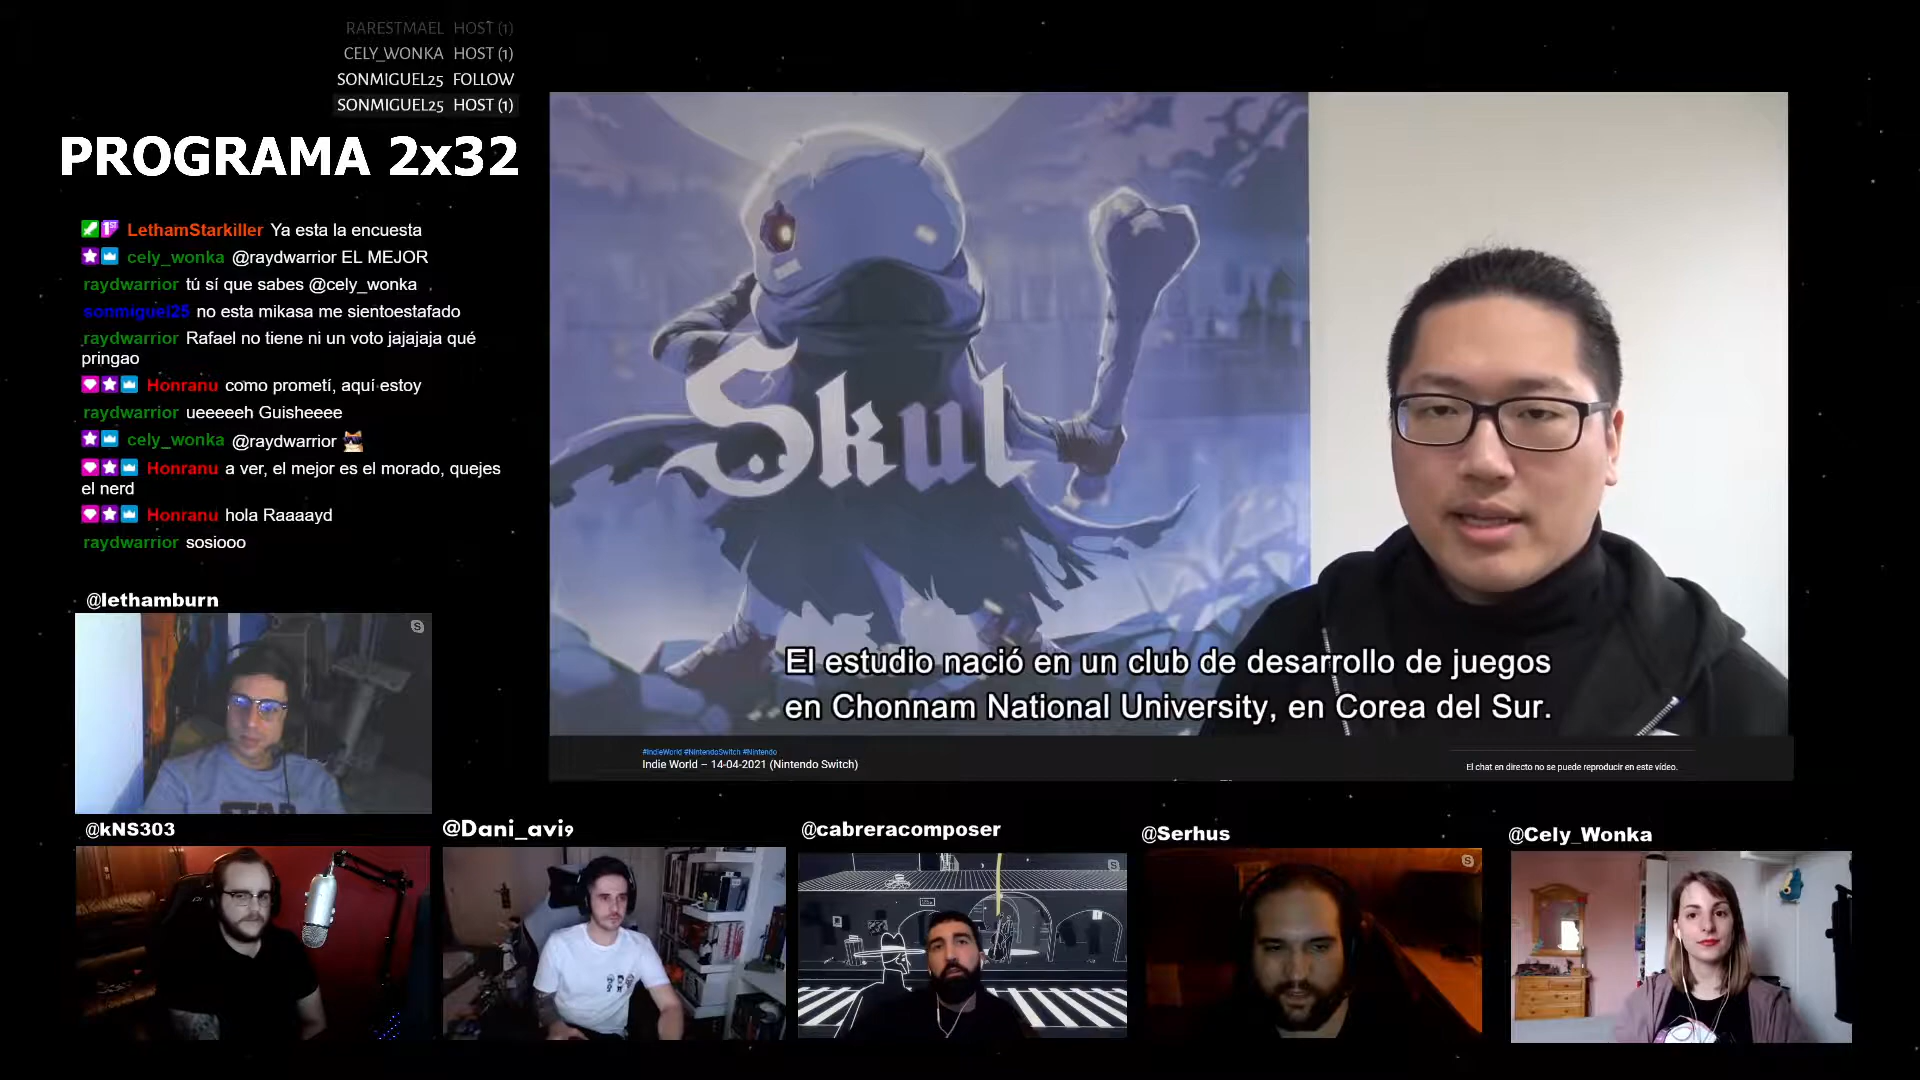 RARESTMAEL HOST (1)
CELY_WONKA HOST (1)
SONMIGUEL25 FOLLOW
SONMIGUEL25 HOST (1)
PROGRAMA 2x32
LethamStarkiller Ya esta la encuesta
cely_wonka @raydwarrior EL MEJOR
raydwarrior tú sí que sabes @cely_wonka
sonmiguel25 no esta mikasa me sientoestafado
raydwarrior Rafael no tiene ni un voto jajajaja qué
pringao
Honranu como prometí, aquí estoy
raydwarrior ueeeeeh Guisheeee
cely_wonka @raydwarrior
Honranu a ver, el mejor es el morado, quejes
el nerd
Honranu hola Raaaayd
raydwarrior sosiooo
Skul
El estudio nació en un club de desarrollo de juegos
en Chonnam National University, en Corea del Sur.
#IndieWorld #NintendoSwitch #Nintendo
Indie World – 14-04-2021 (Nintendo Switch)
El chat en directo no se puede reproducir en este vídeo.
@lethamburn
STAR
@kNS303
@Dani_avi9
@cabreracomposer
@Serhus
@Cely_Wonka